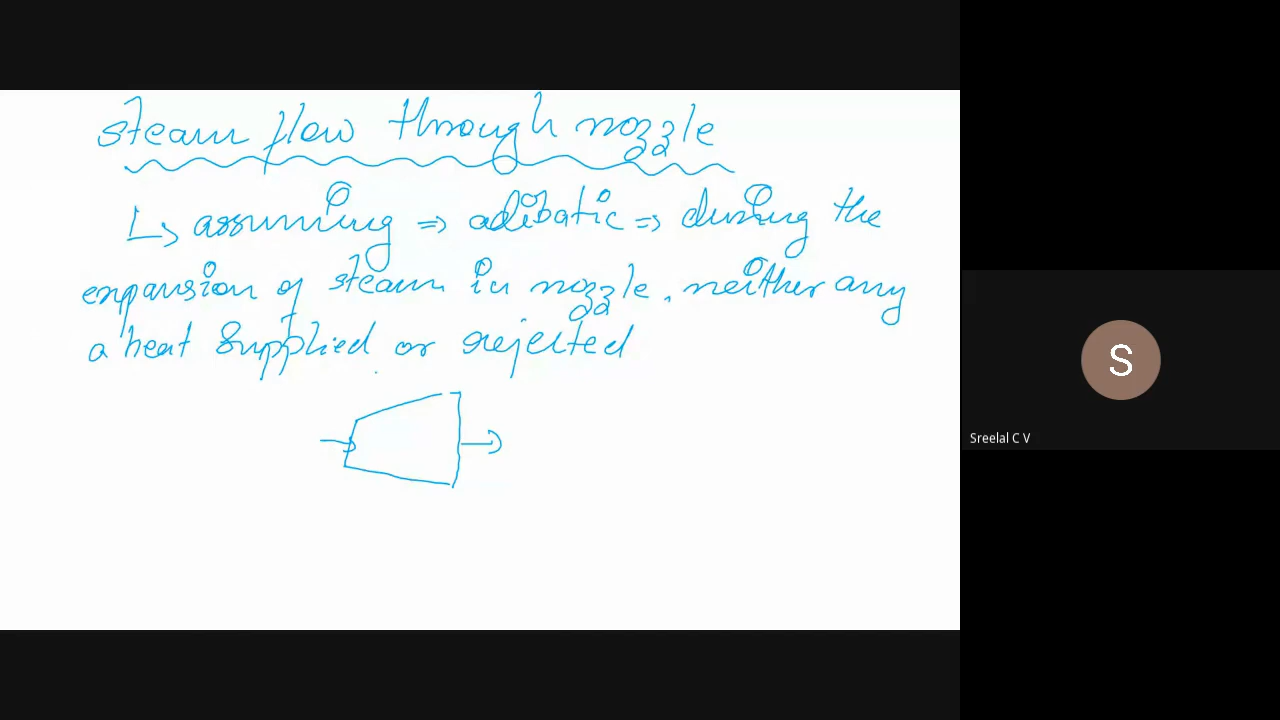 steam flow through nozzle
↳ assuming ⇒ adibatic ⇒ during the
expansion of steam in nozzle, neither any
a heat supplied or rejected
S
Sreelal C V